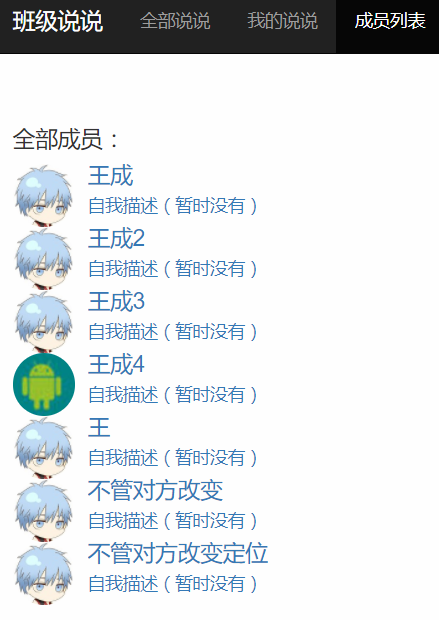 班级说说 全部说说 我的说说 成员列表
全部成员：
王成
自我描述（暂时没有）
王成2
自我描述（暂时没有）
王成3
自我描述（暂时没有）
王成4
自我描述（暂时没有）
王
自我描述（暂时没有）
不管对方改变
自我描述（暂时没有）
不管对方改变定位
自我描述（暂时没有）